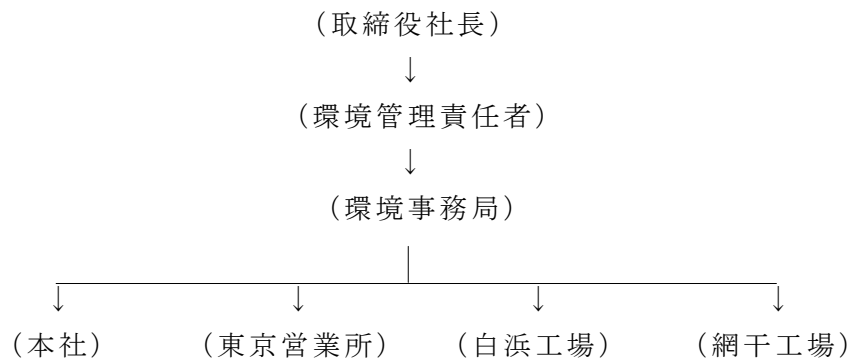 （取締役社長）
↓
（環境管理責任者）
↓
（環境事務局）
↓ ↓ ↓ ↓
（本社） （東京営業所） （白浜工場） （網干工場）